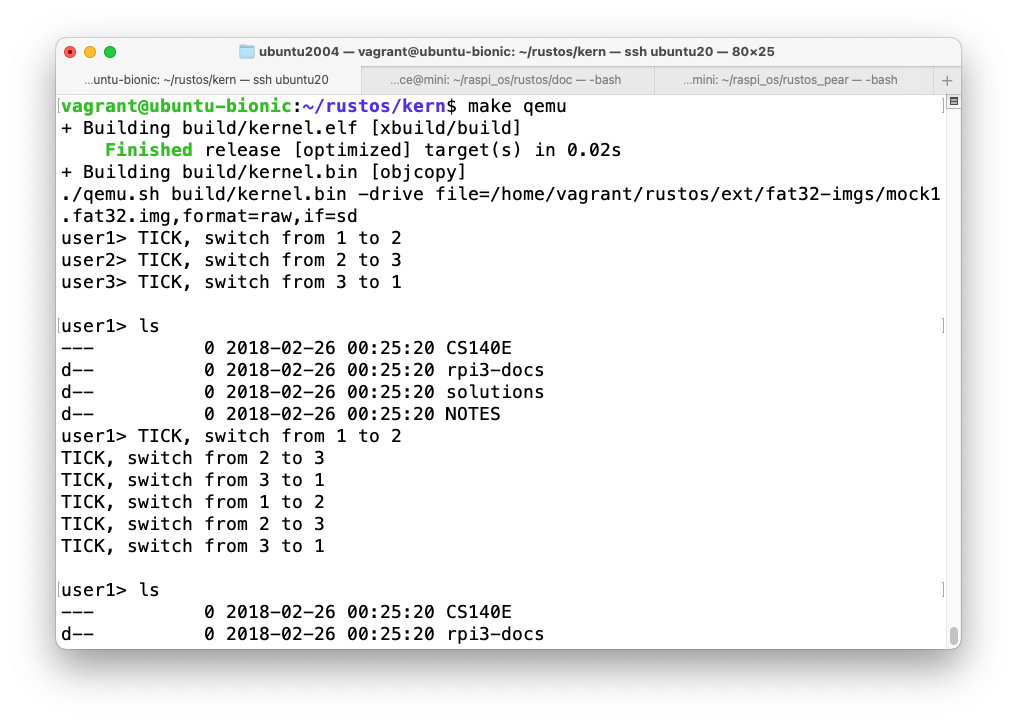 ubuntu2004 — vagrant@ubuntu-bionic: ~/rustos/kern — ssh ubuntu20 — 80×25
...untu-bionic: ~/rustos/kern — ssh ubuntu20 ...ce@mini: ~/raspi_os/rustos/doc — -bash ...mini: ~/raspi_os/rustos_pear — -bash +
[vagrant@ubuntu-bionic:~/rustos/kern$ make qemu ]
+ Building build/kernel.elf [xbuild/build]
    Finished release [optimized] target(s) in 0.02s
+ Building build/kernel.bin [objcopy]
./qemu.sh build/kernel.bin -drive file=/home/vagrant/rustos/ext/fat32-imgs/mock1
.fat32.img,format=raw,if=sd
user1> TICK, switch from 1 to 2
user2> TICK, switch from 2 to 3
user3> TICK, switch from 3 to 1
[user1> ls ]
---          0 2018-02-26 00:25:20 CS140E
d--          0 2018-02-26 00:25:20 rpi3-docs
d--          0 2018-02-26 00:25:20 solutions
d--          0 2018-02-26 00:25:20 NOTES
user1> TICK, switch from 1 to 2
TICK, switch from 2 to 3
TICK, switch from 3 to 1
TICK, switch from 1 to 2
TICK, switch from 2 to 3
TICK, switch from 3 to 1
[user1> ls ]
---          0 2018-02-26 00:25:20 CS140E
d--          0 2018-02-26 00:25:20 rpi3-docs